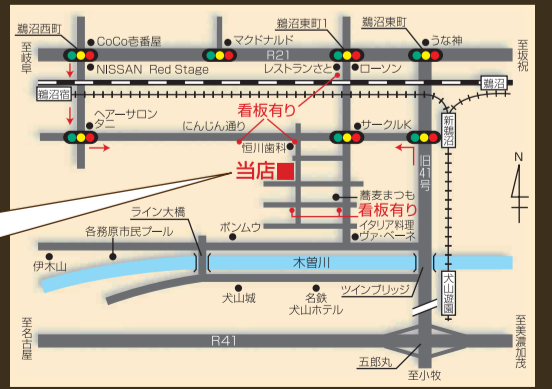 鵜沼西町
CoCo壱番屋
マクドナルド
鵜沼東町1
鵜沼東町
うな神
至岐阜
R21
至坂祝
NISSAN Red Stage
レストランさと
ローソン
鵜沼
鵜沼宿
ヘアーサロン
タニ
看板有り
にんじん通り
サークルK
新鵜沼
恒川歯科
旧41号
N
当店
蕎麦まつも
看板有り
ライン大橋
ボンムウ
イタリア料理
ヴァ・ベーネ
各務原市民プール
伊木山
木曽川
犬山城
名鉄
犬山ホテル
ツインブリッジ
犬山遊園
至名古屋
R41
至美濃加茂
五郎丸
至小牧